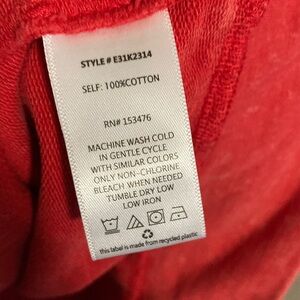 STYLE # E31K2314
SELF: 100%COTTON
RN# 153476
MACHINE WASH COLD
IN GENTLE CYCLE
WITH SIMILAR COLORS
ONLY NON-CHLORINE
BLEACH WHEN NEEDED
TUMBLE DRY LOW
LOW IRON
this label is made from recycled plastic